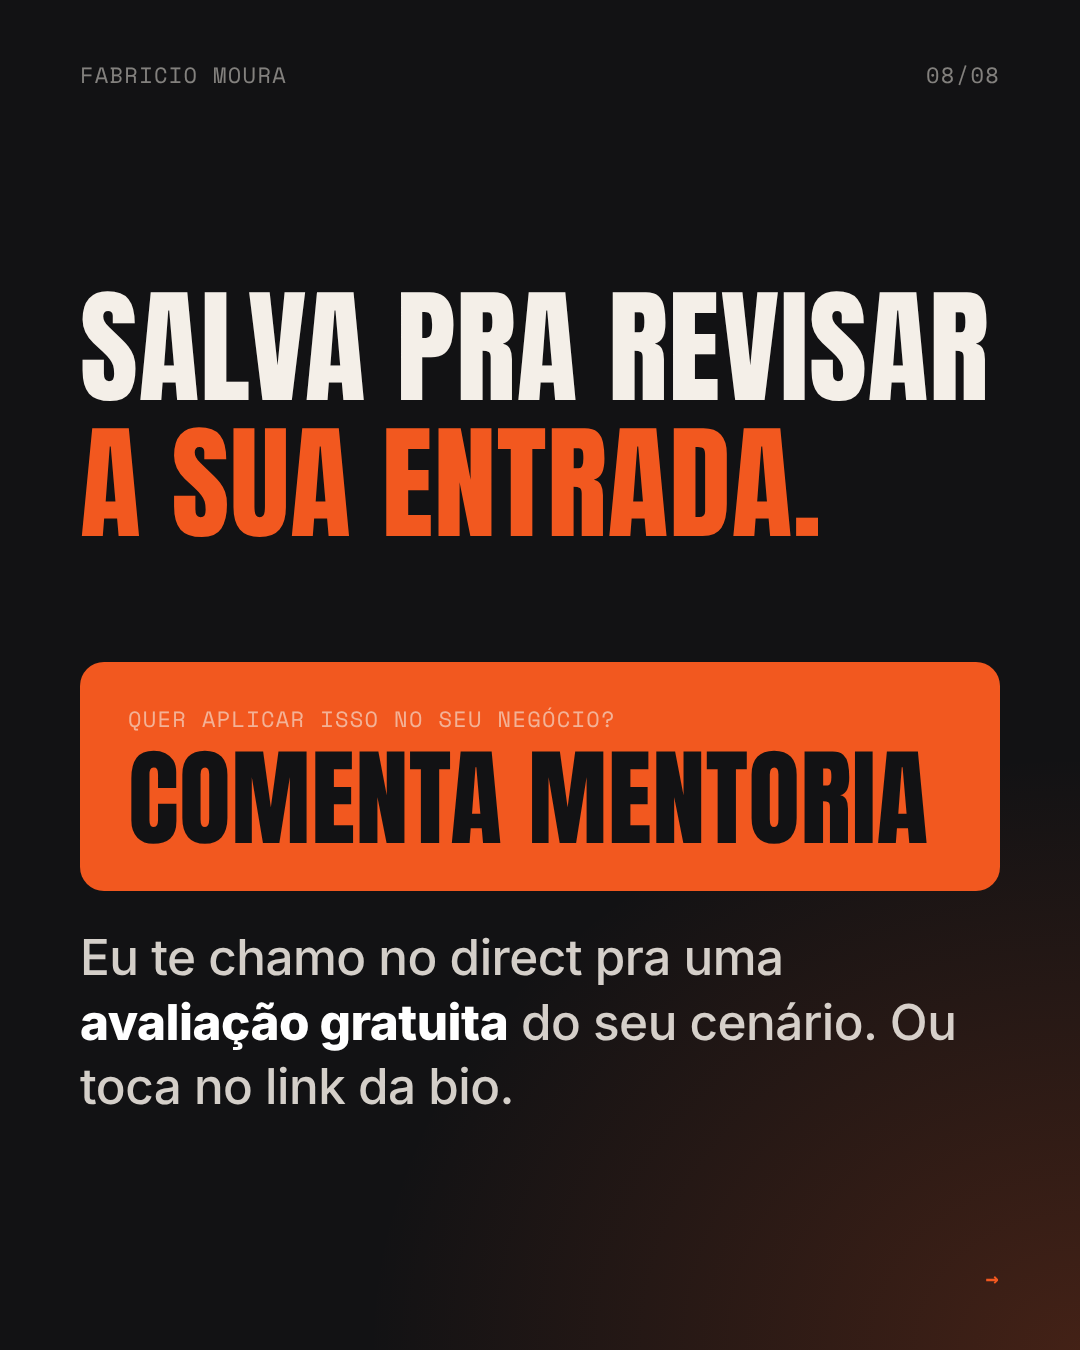 FABRICIO MOURA
08/08
SALVA PRA REVISAR
A SUA ENTRADA.
QUER APLICAR ISSO NO SEU NEGÓCIO?
COMENTA MENTORIA
Eu te chamo no direct pra uma
avaliação gratuita do seu cenário. Ou
toca no link da bio.
→